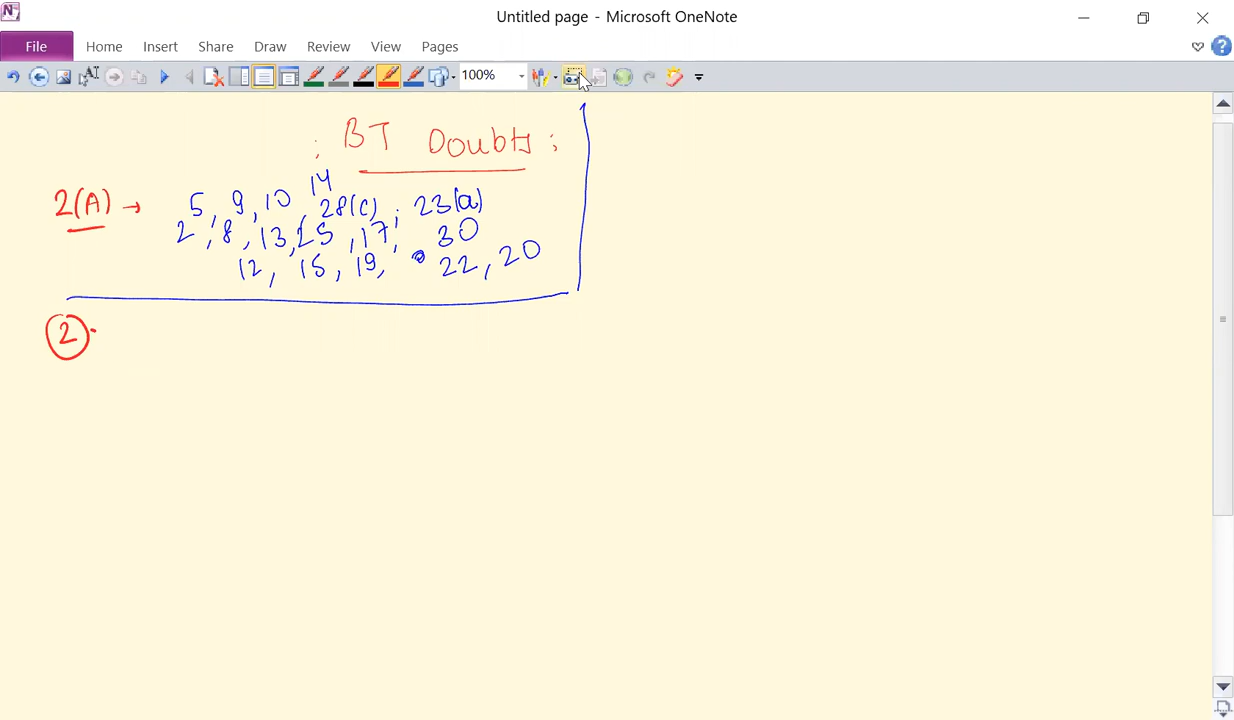 Untitled page - Microsoft OneNote
File Home Insert Share Draw Review View Pages
100%
: BT Doubts :
14
2(A) → 5, 9, 10 28(c), 23(a)
2, 8, 13, 25, 17, 30
12, 15, 19, 22, 20
2